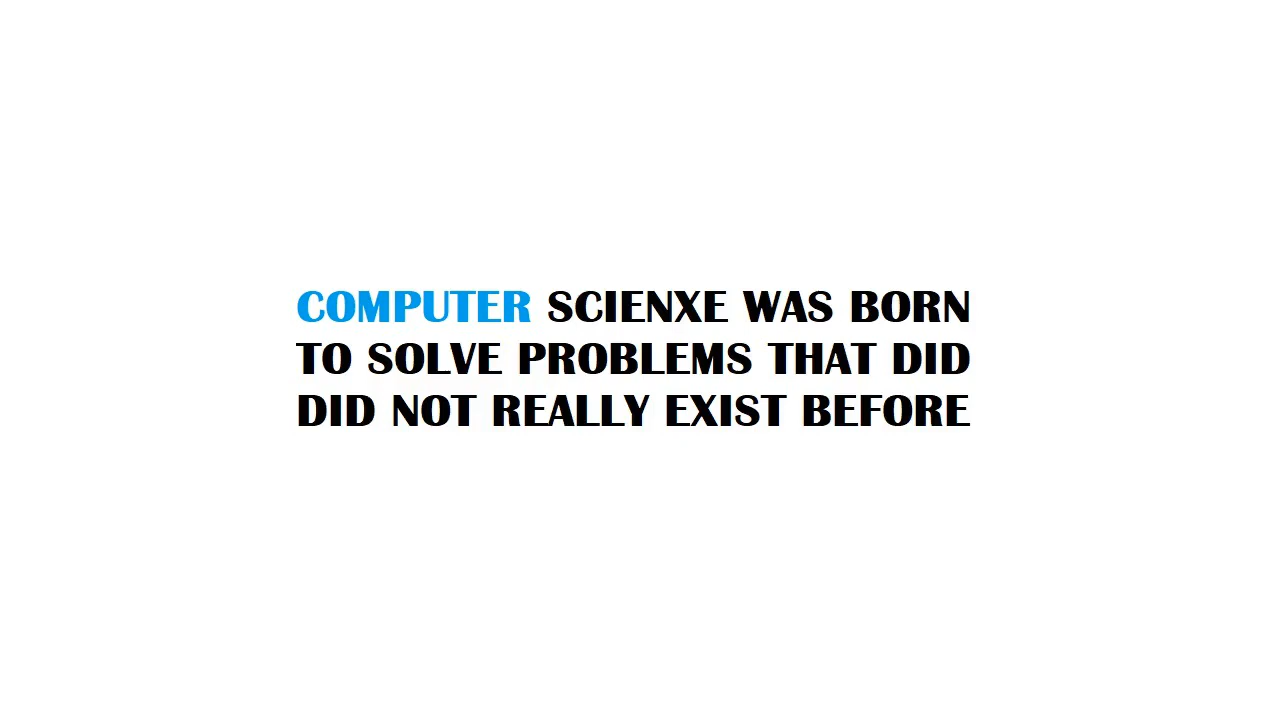 COMPUTER SCIENXE WAS BORN
TO SOLVE PROBLEMS THAT DID
DID NOT REALLY EXIST BEFORE